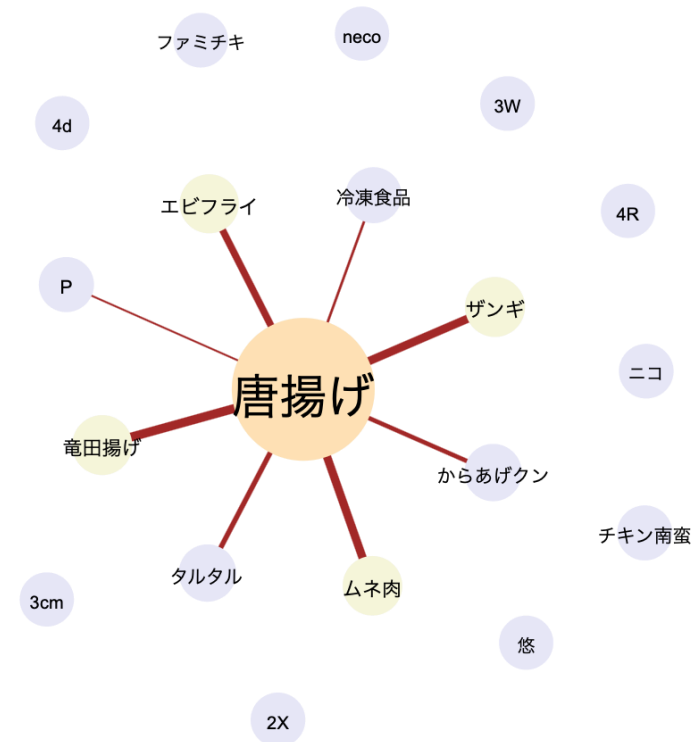 neco
ファミチキ
3W
4d
冷凍食品
エビフライ
4R
P
ザンギ
ニコ
唐揚げ
竜田揚げ
からあげクン
チキン南蛮
タルタル
ムネ肉
3cm
悠
2X